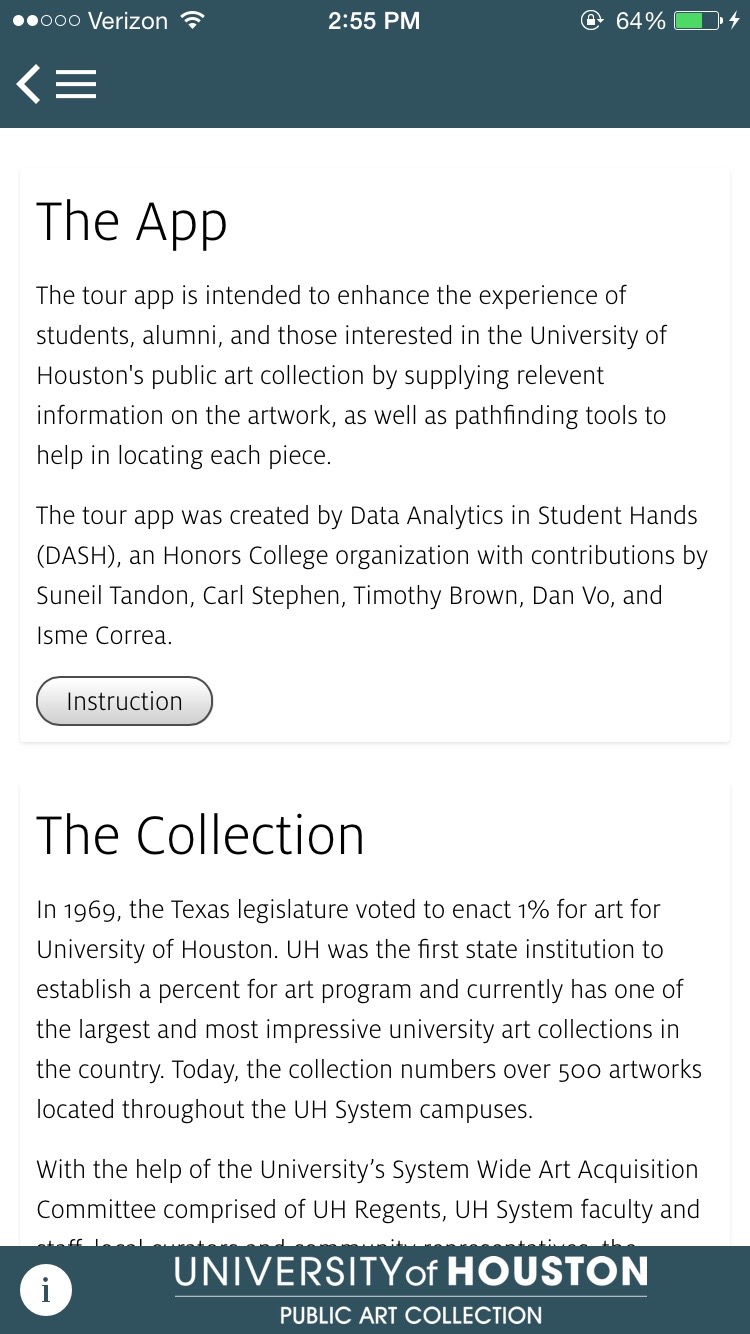 Verizon 2:55 PM 64%
The App
The tour app is intended to enhance the experience of
students, alumni, and those interested in the University of
Houston's public art collection by supplying relevent
information on the artwork, as well as pathfinding tools to
help in locating each piece.
The tour app was created by Data Analytics in Student Hands
(DASH), an Honors College organization with contributions by
Suneil Tandon, Carl Stephen, Timothy Brown, Dan Vo, and
Isme Correa.
Instruction
The Collection
In 1969, the Texas legislature voted to enact 1% for art for
University of Houston. UH was the first state institution to
establish a percent for art program and currently has one of
the largest and most impressive university art collections in
the country. Today, the collection numbers over 500 artworks
located throughout the UH System campuses.
With the help of the University’s System Wide Art Acquisition
Committee comprised of UH Regents, UH System faculty and
staff, local curators and community representatives, the
i
UNIVERSITY of HOUSTON
PUBLIC ART COLLECTION